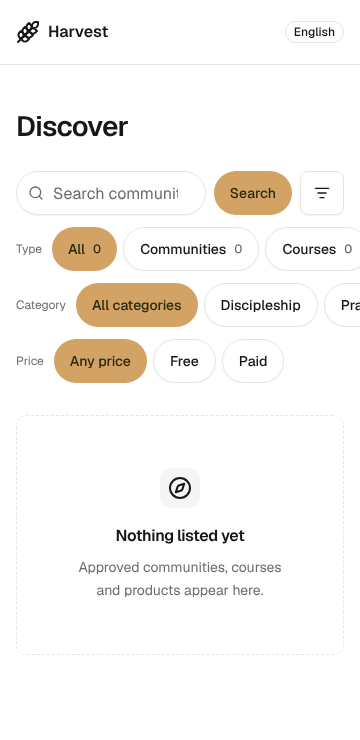 Harvest
English
Discover
Search communit
Search
Type
All 0
Communities 0
Courses 0
Category
All categories
Discipleship
Pra
Price
Any price
Free
Paid
Nothing listed yet
Approved communities, courses
and products appear here.